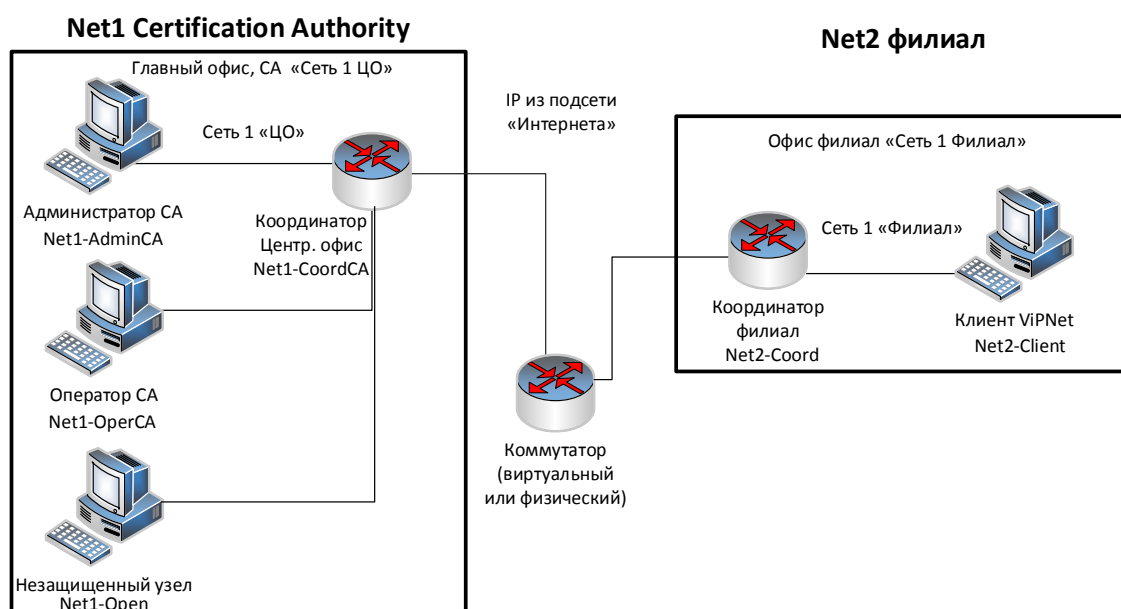 Net1 Certification Authority
Главный офис, CA «Сеть 1 ЦО»
Сеть 1 «ЦО»
Администратор CA
Net1-AdminCA
Координатор
Центр. офис
Net1-CoordCA
Оператор CA
Net1-OperCA
Незащищенный узел
Net1-Open
IP из подсети
«Интернета»
Коммутатор
(виртуальный
или физический)
Net2 филиал
Офис филиал «Сеть 1 Филиал»
Сеть 1 «Филиал»
Координатор
филиал
Net2-Coord
Клиент ViPNet
Net2-Client